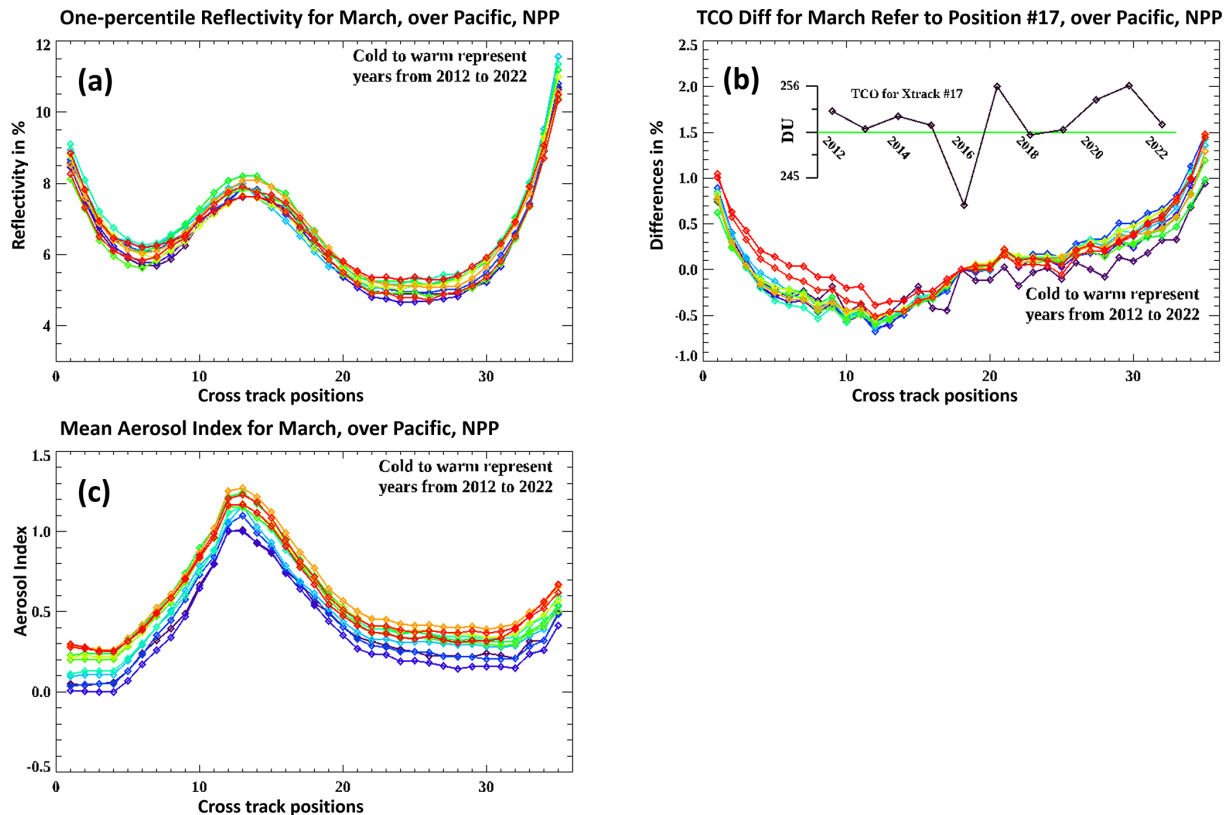 One-percentile Reflectivity for March, over Pacific, NPP
(a)
Cold to warm represent
years from 2012 to 2022
12
10
8
6
4
Reflectivity in %
0
10
20
30
Cross track positions
TCO Diff for March Refer to Position #17, over Pacific, NPP
(b)
2.5
2.0
1.5
1.0
0.5
0.0
-0.5
-1.0
Differences in %
TCO for Xtrack #17
256
DU
245
2012
2014
2016
2018
2020
2022
Cold to warm represent
years from 2012 to 2022
0
10
20
30
Cross track positions
Mean Aerosol Index for March, over Pacific, NPP
(c)
Cold to warm represent
years from 2012 to 2022
1.5
1.0
0.5
0.0
-0.5
Aerosol Index
0
10
20
30
Cross track positions